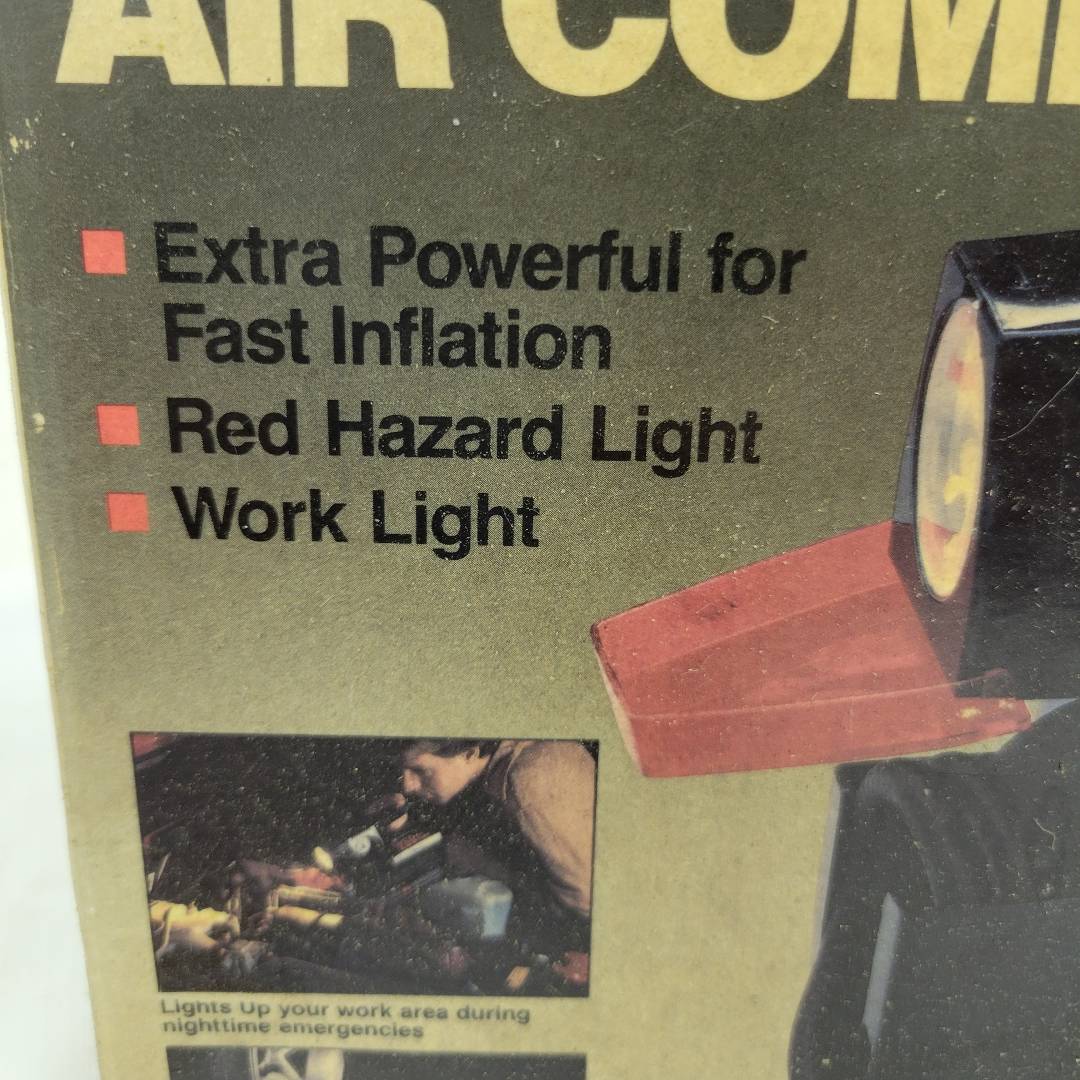 AIR COM
Extra Powerful for
Fast Inflation
Red Hazard Light
Work Light
Lights Up your work area during
nighttime emergencies